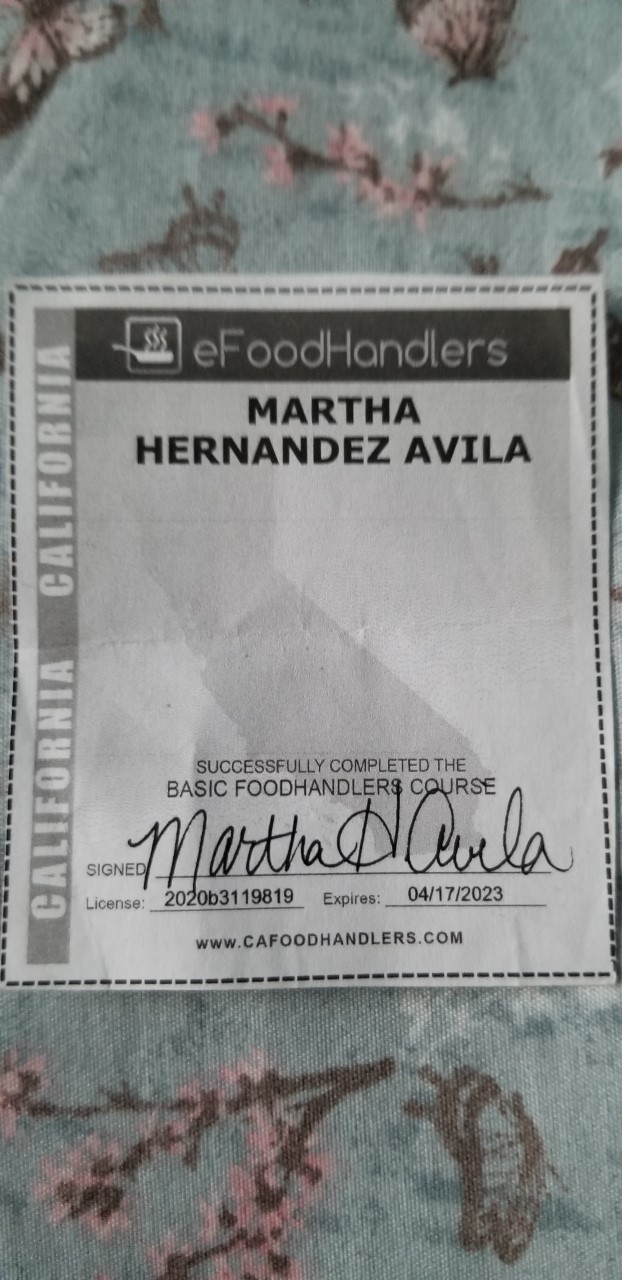 eFoodHandlers
MARTHA
HERNANDEZ AVILA
CALIFORNIA
CALIFORNIA
SUCCESSFULLY COMPLETED THE
BASIC FOODHANDLERS COURSE
SIGNED Martha H Avila
License: 2020b3119819 Expires: 04/17/2023
www.CAFOODHANDLERS.COM